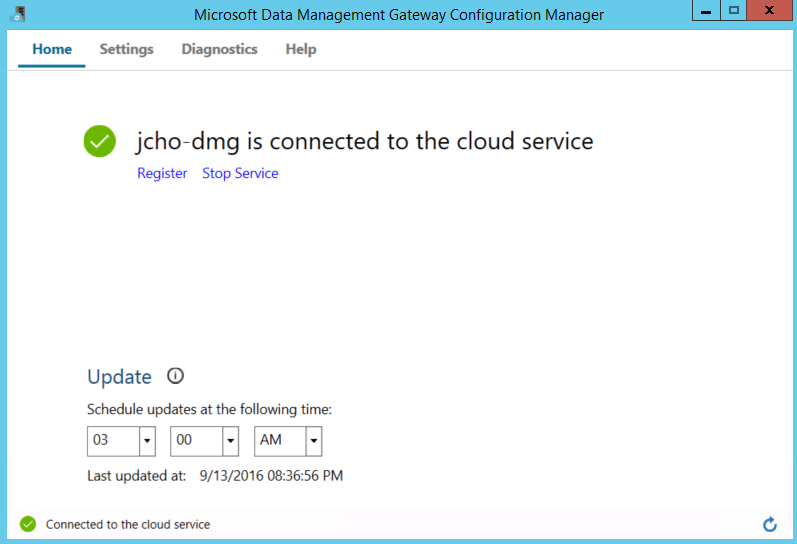 Microsoft Data Management Gateway Configuration Manager
Home Settings Diagnostics Help
jcho-dmg is connected to the cloud service
Register Stop Service
Update
Schedule updates at the following time:
03 00 AM
Last updated at: 9/13/2016 08:36:56 PM
Connected to the cloud service